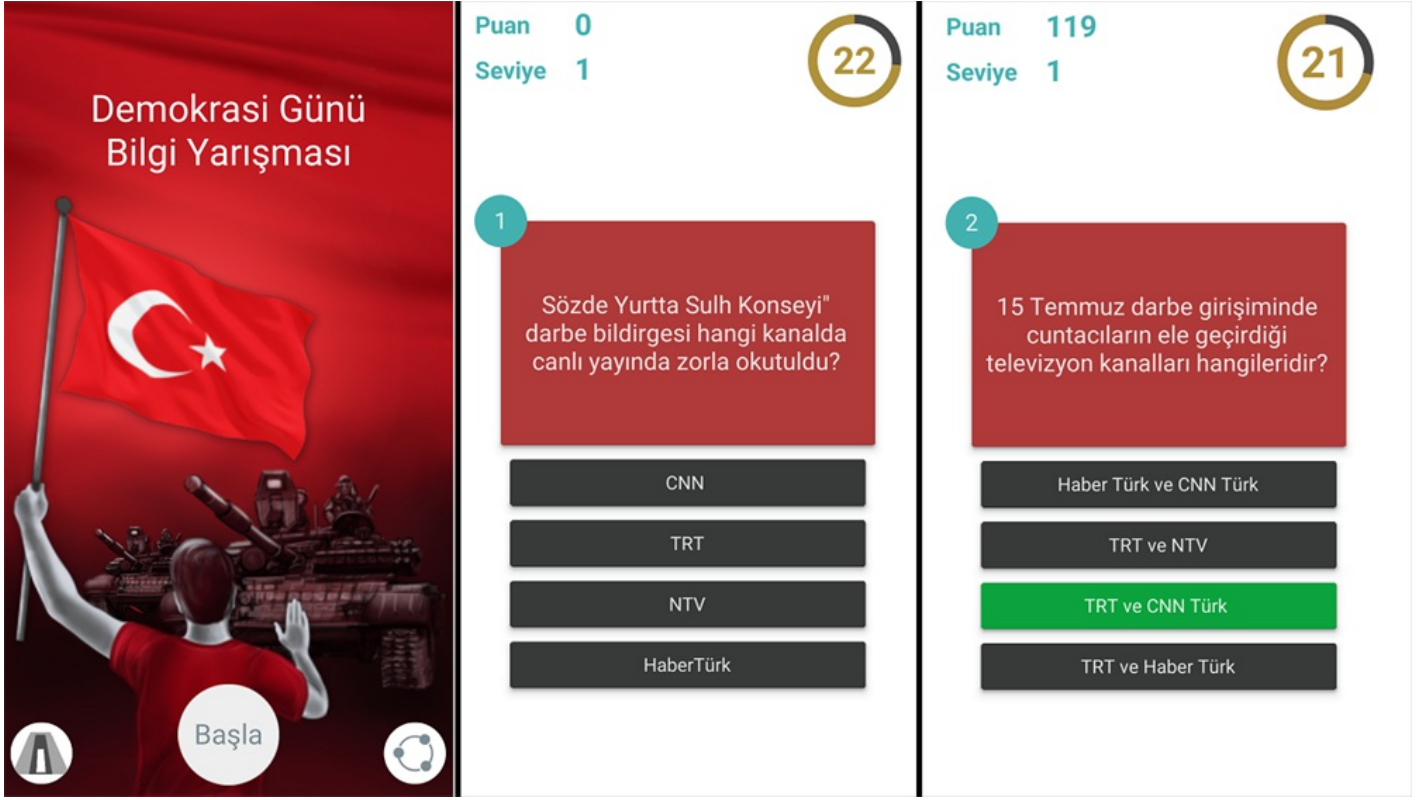 Demokrasi Günü
Bilgi Yarışması
Başla
Puan 0
Seviye 1
22
1
Sözde Yurtta Sulh Konseyi"
darbe bildirgesi hangi kanalda
canlı yayında zorla okutuldu?
CNN
TRT
NTV
HaberTürk
Puan 119
Seviye 1
21
2
15 Temmuz darbe girişiminde
cuntacıların ele geçirdiği
televizyon kanalları hangileridir?
Haber Türk ve CNN Türk
TRT ve NTV
TRT ve CNN Türk
TRT ve Haber Türk